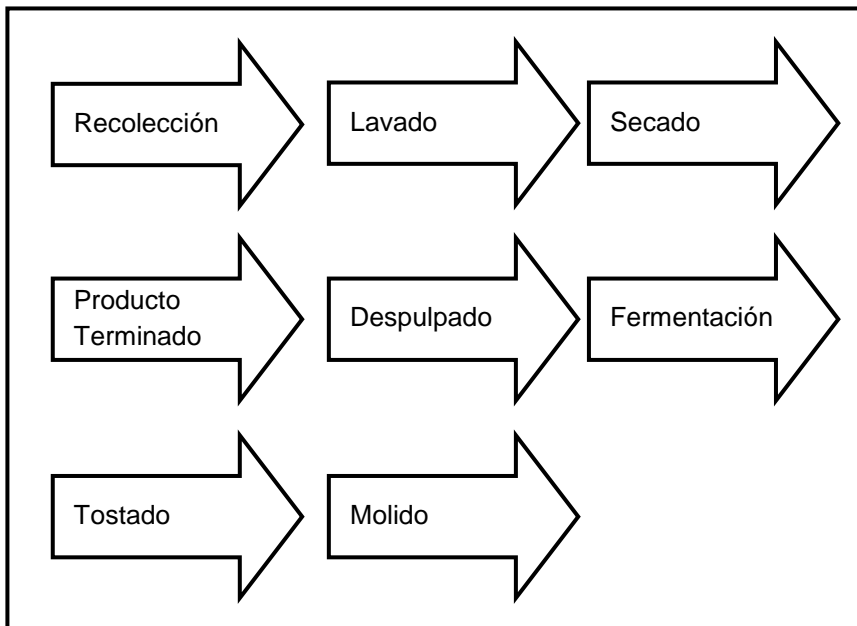 Recolección
Lavado
Secado
Producto
Terminado
Despulpado
Fermentación
Tostado
Molido